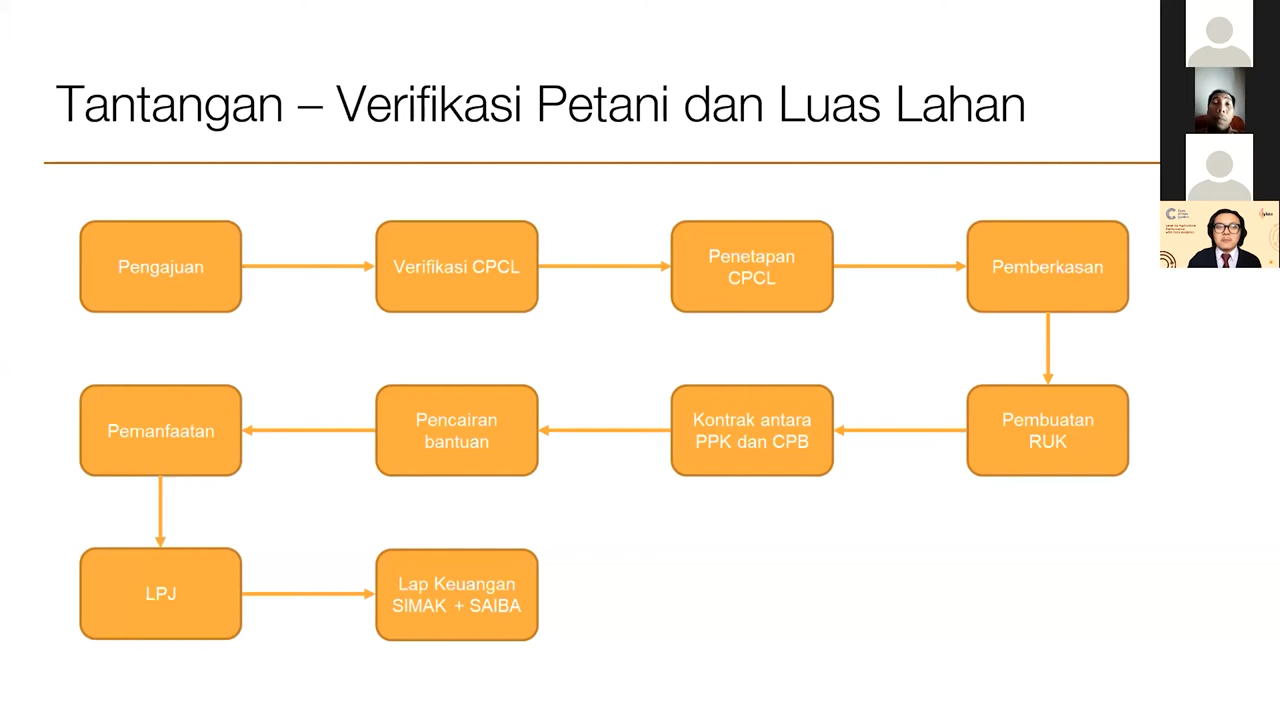 Tantangan – Verifikasi Petani dan Luas Lahan
Pengajuan
Verifikasi CPCL
Penetapan
CPCL
Pemberkasan
Pemanfaatan
Pencairan
bantuan
Kontrak antara
PPK dan CPB
Pembuatan
RUK
LPJ
Lap Keuangan
SIMAK + SAIBA